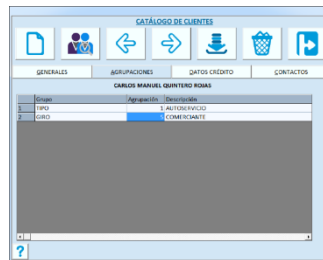 CATÁLOGO DE CLIENTES
GENERALES AGRUPACIONES DATOS CRÉDITO CONTACTOS
CARLOS MANUEL QUINTERO ROJAS
Grupo Agrupación Descripción
1 TIPO 1 AUTOSERVICIO
2 GIRO COMERCIANTE
?